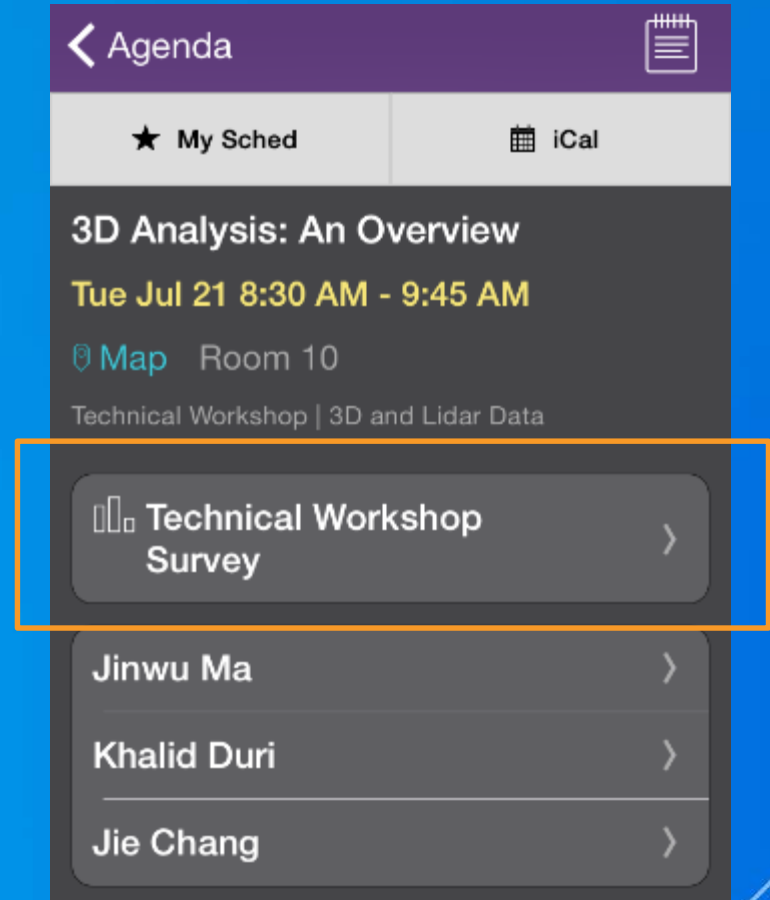 Agenda
My Sched
iCal
3D Analysis: An Overview
Tue Jul 21 8:30 AM - 9:45 AM
Map Room 10
Technical Workshop | 3D and Lidar Data
Technical Workshop
Survey
Jinwu Ma
Khalid Duri
Jie Chang